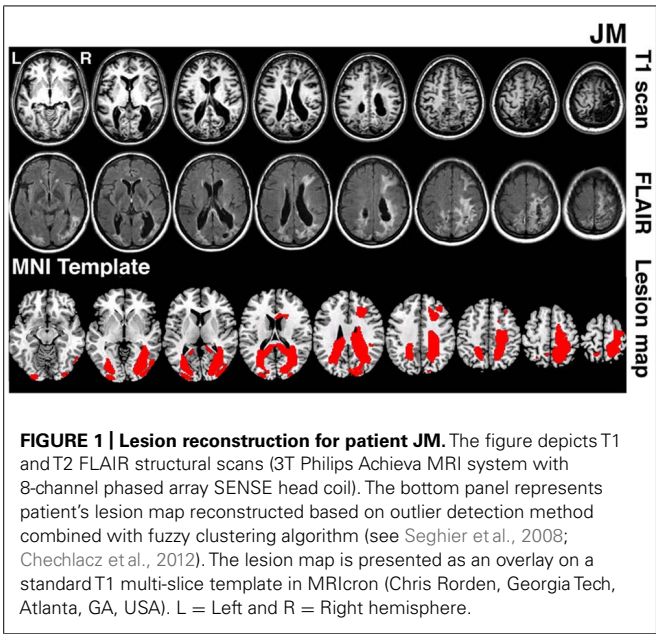 JM
L R
T1 scan
FLAIR
MNI Template
Lesion map
FIGURE 1 | Lesion reconstruction for patient JM. The figure depicts T1
and T2 FLAIR structural scans (3T Philips Achieva MRI system with
8-channel phased array SENSE head coil). The bottom panel represents
patient's lesion map reconstructed based on outlier detection method
combined with fuzzy clustering algorithm (see Seghier et al., 2008;
Chechlacz et al., 2012). The lesion map is presented as an overlay on a
standard T1 multi-slice template in MRIcron (Chris Rorden, Georgia Tech,
Atlanta, GA, USA). L = Left and R = Right hemisphere.